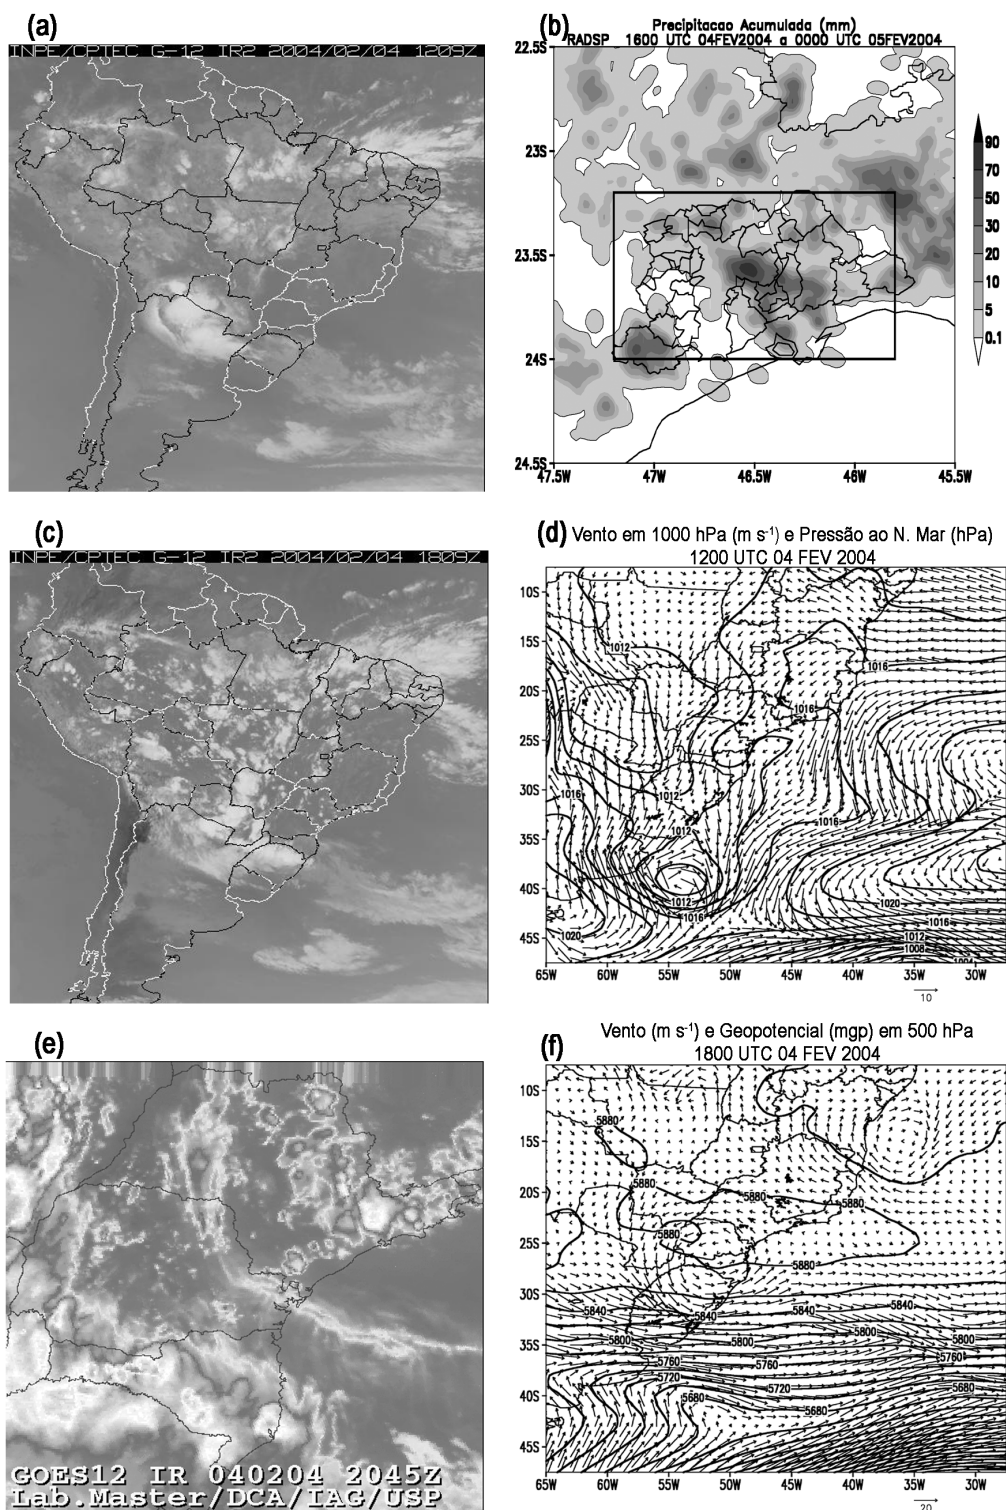 (a)
INPE/CPTEC G-12 IR2 2004/02/04 1209Z
(b)
Precipitacao Acumulada (mm)
RADSP 1600 UTC 04FEV2004 a 0000 UTC 05FEV2004
22.5S
23S
23.5S
24S
24.5S
47.5W 47W 46.5W 46W 45.5W
90
70
50
30
20
10
5
0.1
(c)
INPE/CPTEC G-12 IR2 2004/02/04 1809Z
(d)
Vento em 1000 hPa (m s-1) e Pressão ao N. Mar (hPa)
1200 UTC 04 FEV 2004
10S
15S
20S
25S
30S
35S
40S
45S
1012
1016
1016
1012
1016
1012
1016
1012
1016
1020
1020
1016
1012
1008
1004
65W 60W 55W 50W 45W 40W 35W 30W
10
(e)
GOES12 IR 040204 2045Z
Lab.Master/DCA/IAG/USP
(f)
Vento (m s-1) e Geopotencial (mgp) em 500 hPa
1800 UTC 04 FEV 2004
10S
15S
20S
25S
30S
35S
40S
45S
5880
5880
5880
5880
5880
5880
5840
5840
5840
5840
5800
5800
5800
5800
5760
5760
5760
5720
5720
5680
5680
5680
65W 60W 55W 50W 45W 40W 35W 30W
20